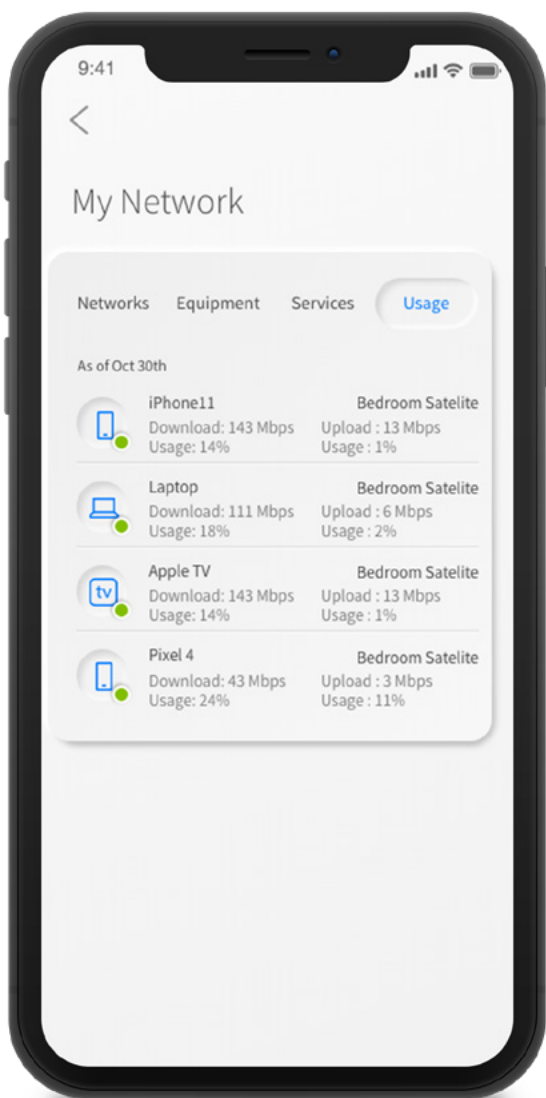 9:41
My Network
Networks Equipment Services Usage
As of Oct 30th
iPhone11 Bedroom Satelite
Download: 143 Mbps Upload : 13 Mbps
Usage: 14% Usage : 1%
Laptop Bedroom Satelite
Download: 111 Mbps Upload : 6 Mbps
Usage: 18% Usage : 2%
tv
Apple TV Bedroom Satelite
Download: 143 Mbps Upload : 13 Mbps
Usage: 14% Usage : 1%
Pixel 4 Bedroom Satelite
Download: 43 Mbps Upload : 3 Mbps
Usage: 24% Usage : 11%